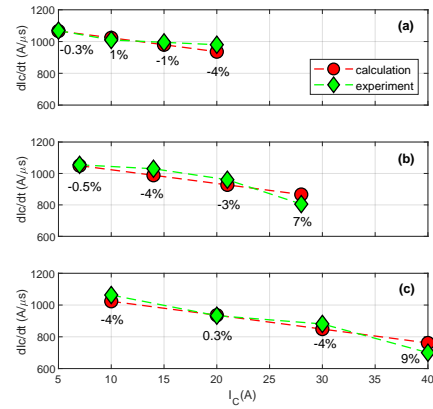 1200
(a)
1000
-0.3%
1%
-1%
-4%
800
600
dIc/dt (A/μs)
calculation
experiment
1200
(b)
1000
-0.5%
-4%
-3%
7%
800
600
dIc/dt (A/μs)
1200
(c)
1000
-4%
0.3%
-4%
9%
800
600
dIc/dt (A/μs)
5 10 15 20 25 30 35 40
I_C(A)